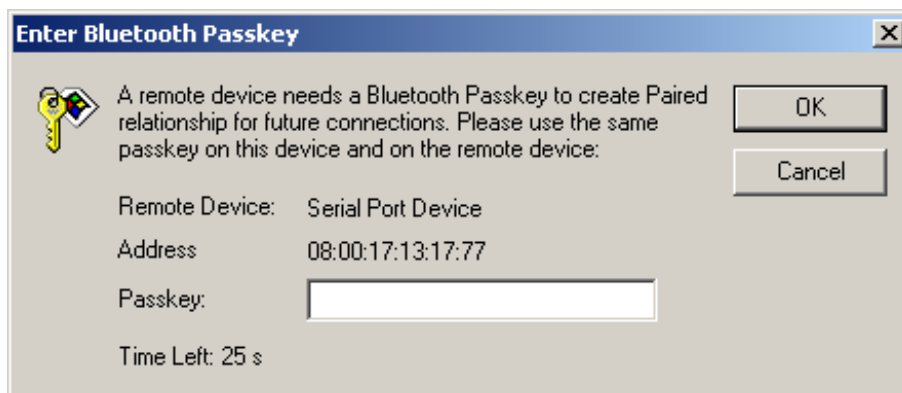 Enter Bluetooth Passkey
A remote device needs a Bluetooth Passkey to create Paired
relationship for future connections. Please use the same
passkey on this device and on the remote device:
OK
Cancel
Remote Device: Serial Port Device
Address 08:00:17:13:17:77
Passkey:
Time Left: 25 s